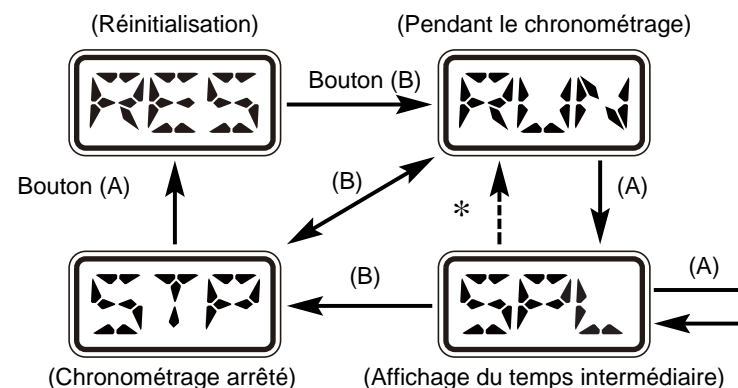 (Réinitialisation)
(Pendant le chronométrage)
RES
Bouton (B)
RUN
Bouton (A)
(B)
*
(A)
STP
(B)
SPL
(A)
(Chronométrage arrêté)
(Affichage du temps intermédiaire)